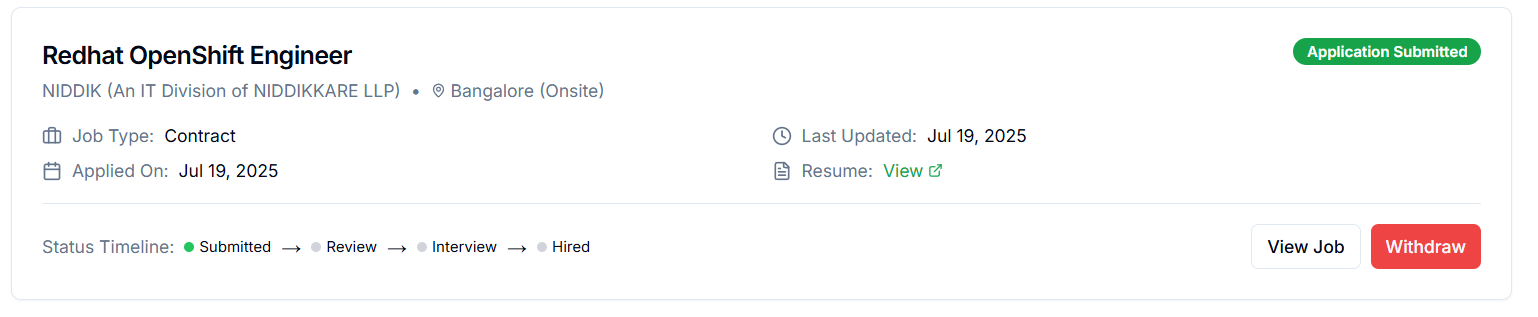 Redhat OpenShift Engineer
Application Submitted
NIDDIK (An IT Division of NIDDIKKARE LLP) • Bangalore (Onsite)
Job Type: Contract
Last Updated: Jul 19, 2025
Applied On: Jul 19, 2025
Resume: View
Status Timeline: Submitted → Review → Interview → Hired
View Job
Withdraw